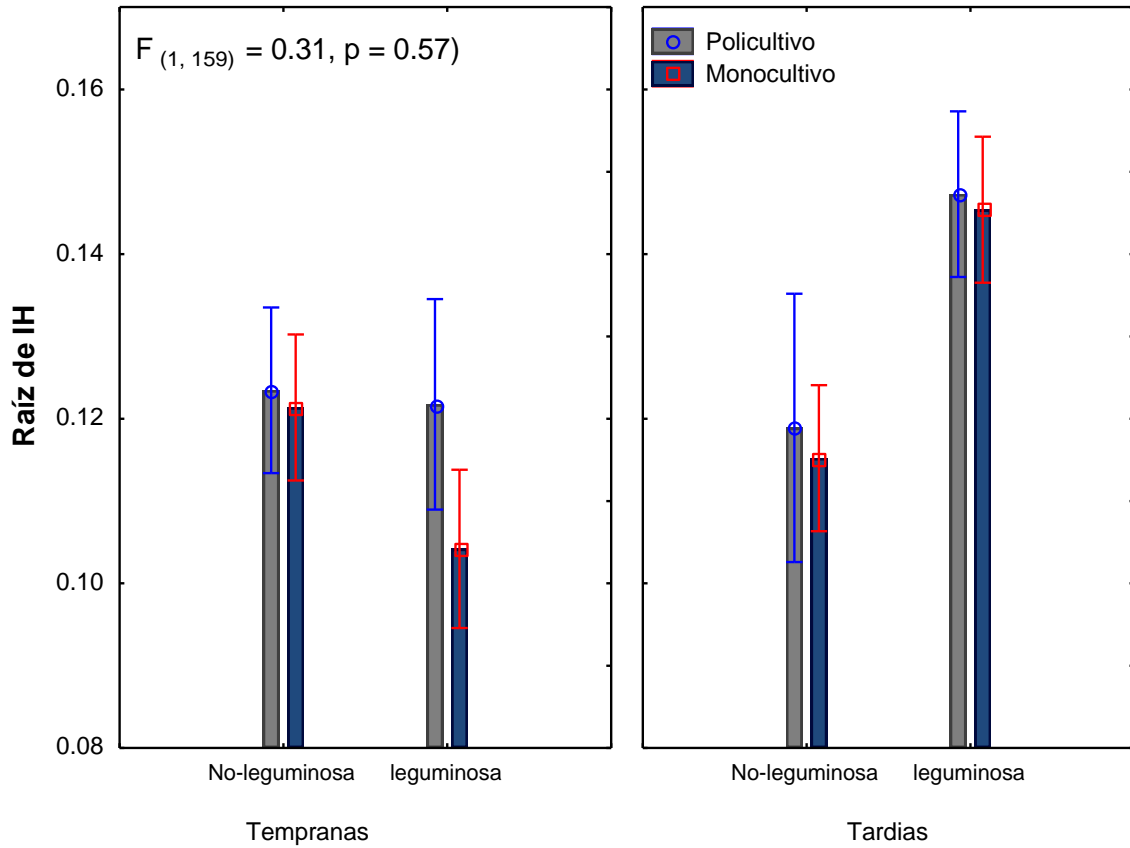 F (1, 159) = 0.31, p = 0.57)
Policultivo
Monocultivo
Raíz de IH
0.16
0.14
0.12
0.10
0.08
No-leguminosa leguminosa
No-leguminosa leguminosa
Tempranas
Tardias